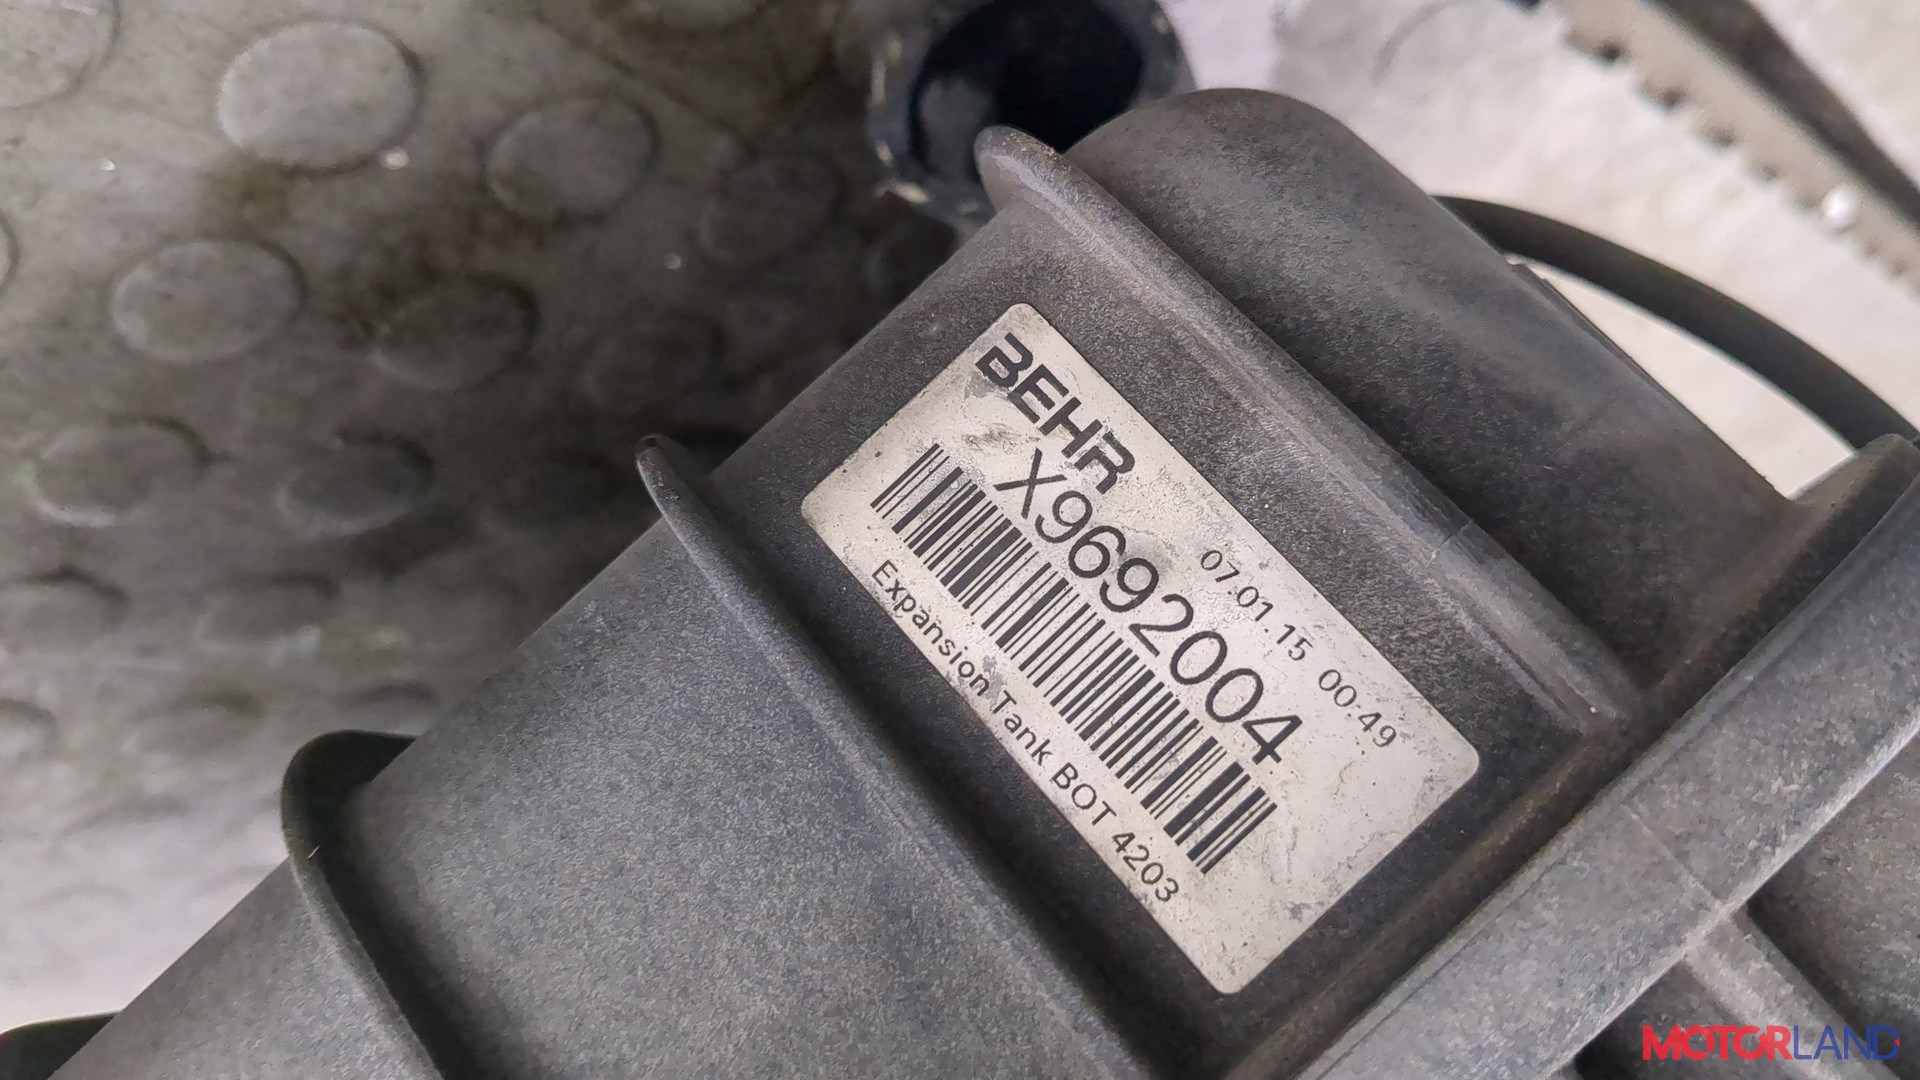 BEHR
07.01.15 00:49
X9692004
Expansion Tank BOT 4203
MOTORLAND